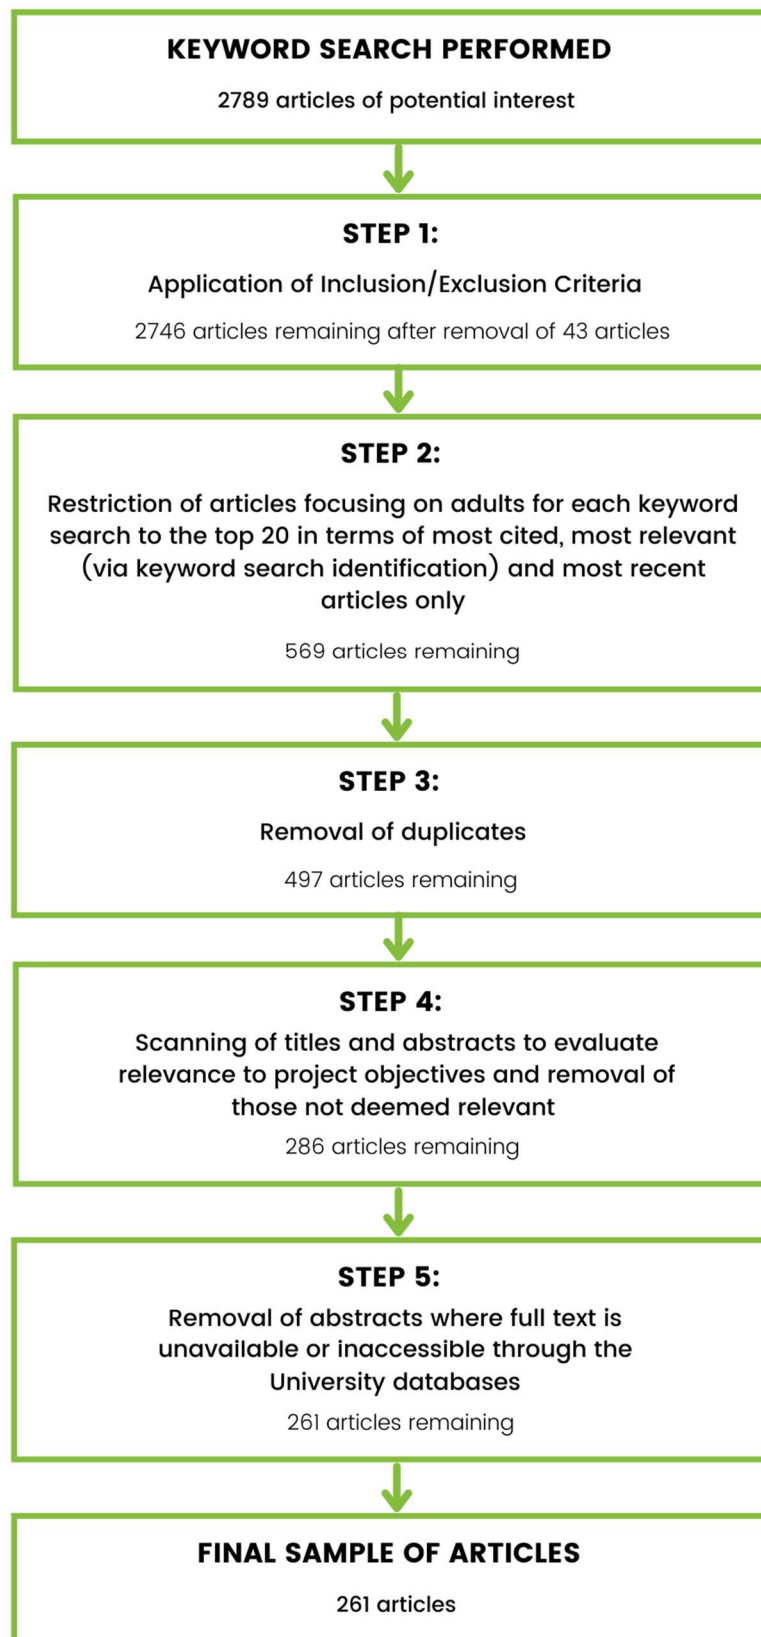 KEYWORD SEARCH PERFORMED
2789 articles of potential interest
STEP 1:
Application of Inclusion/Exclusion Criteria
2746 articles remaining after removal of 43 articles
STEP 2:
Restriction of articles focusing on adults for each keyword
search to the top 20 in terms of most cited, most relevant
(via keyword search identification) and most recent
articles only
569 articles remaining
STEP 3:
Removal of duplicates
497 articles remaining
STEP 4:
Scanning of titles and abstracts to evaluate
relevance to project objectives and removal of
those not deemed relevant
286 articles remaining
STEP 5:
Removal of abstracts where full text is
unavailable or inaccessible through the
University databases
261 articles remaining
FINAL SAMPLE OF ARTICLES
261 articles